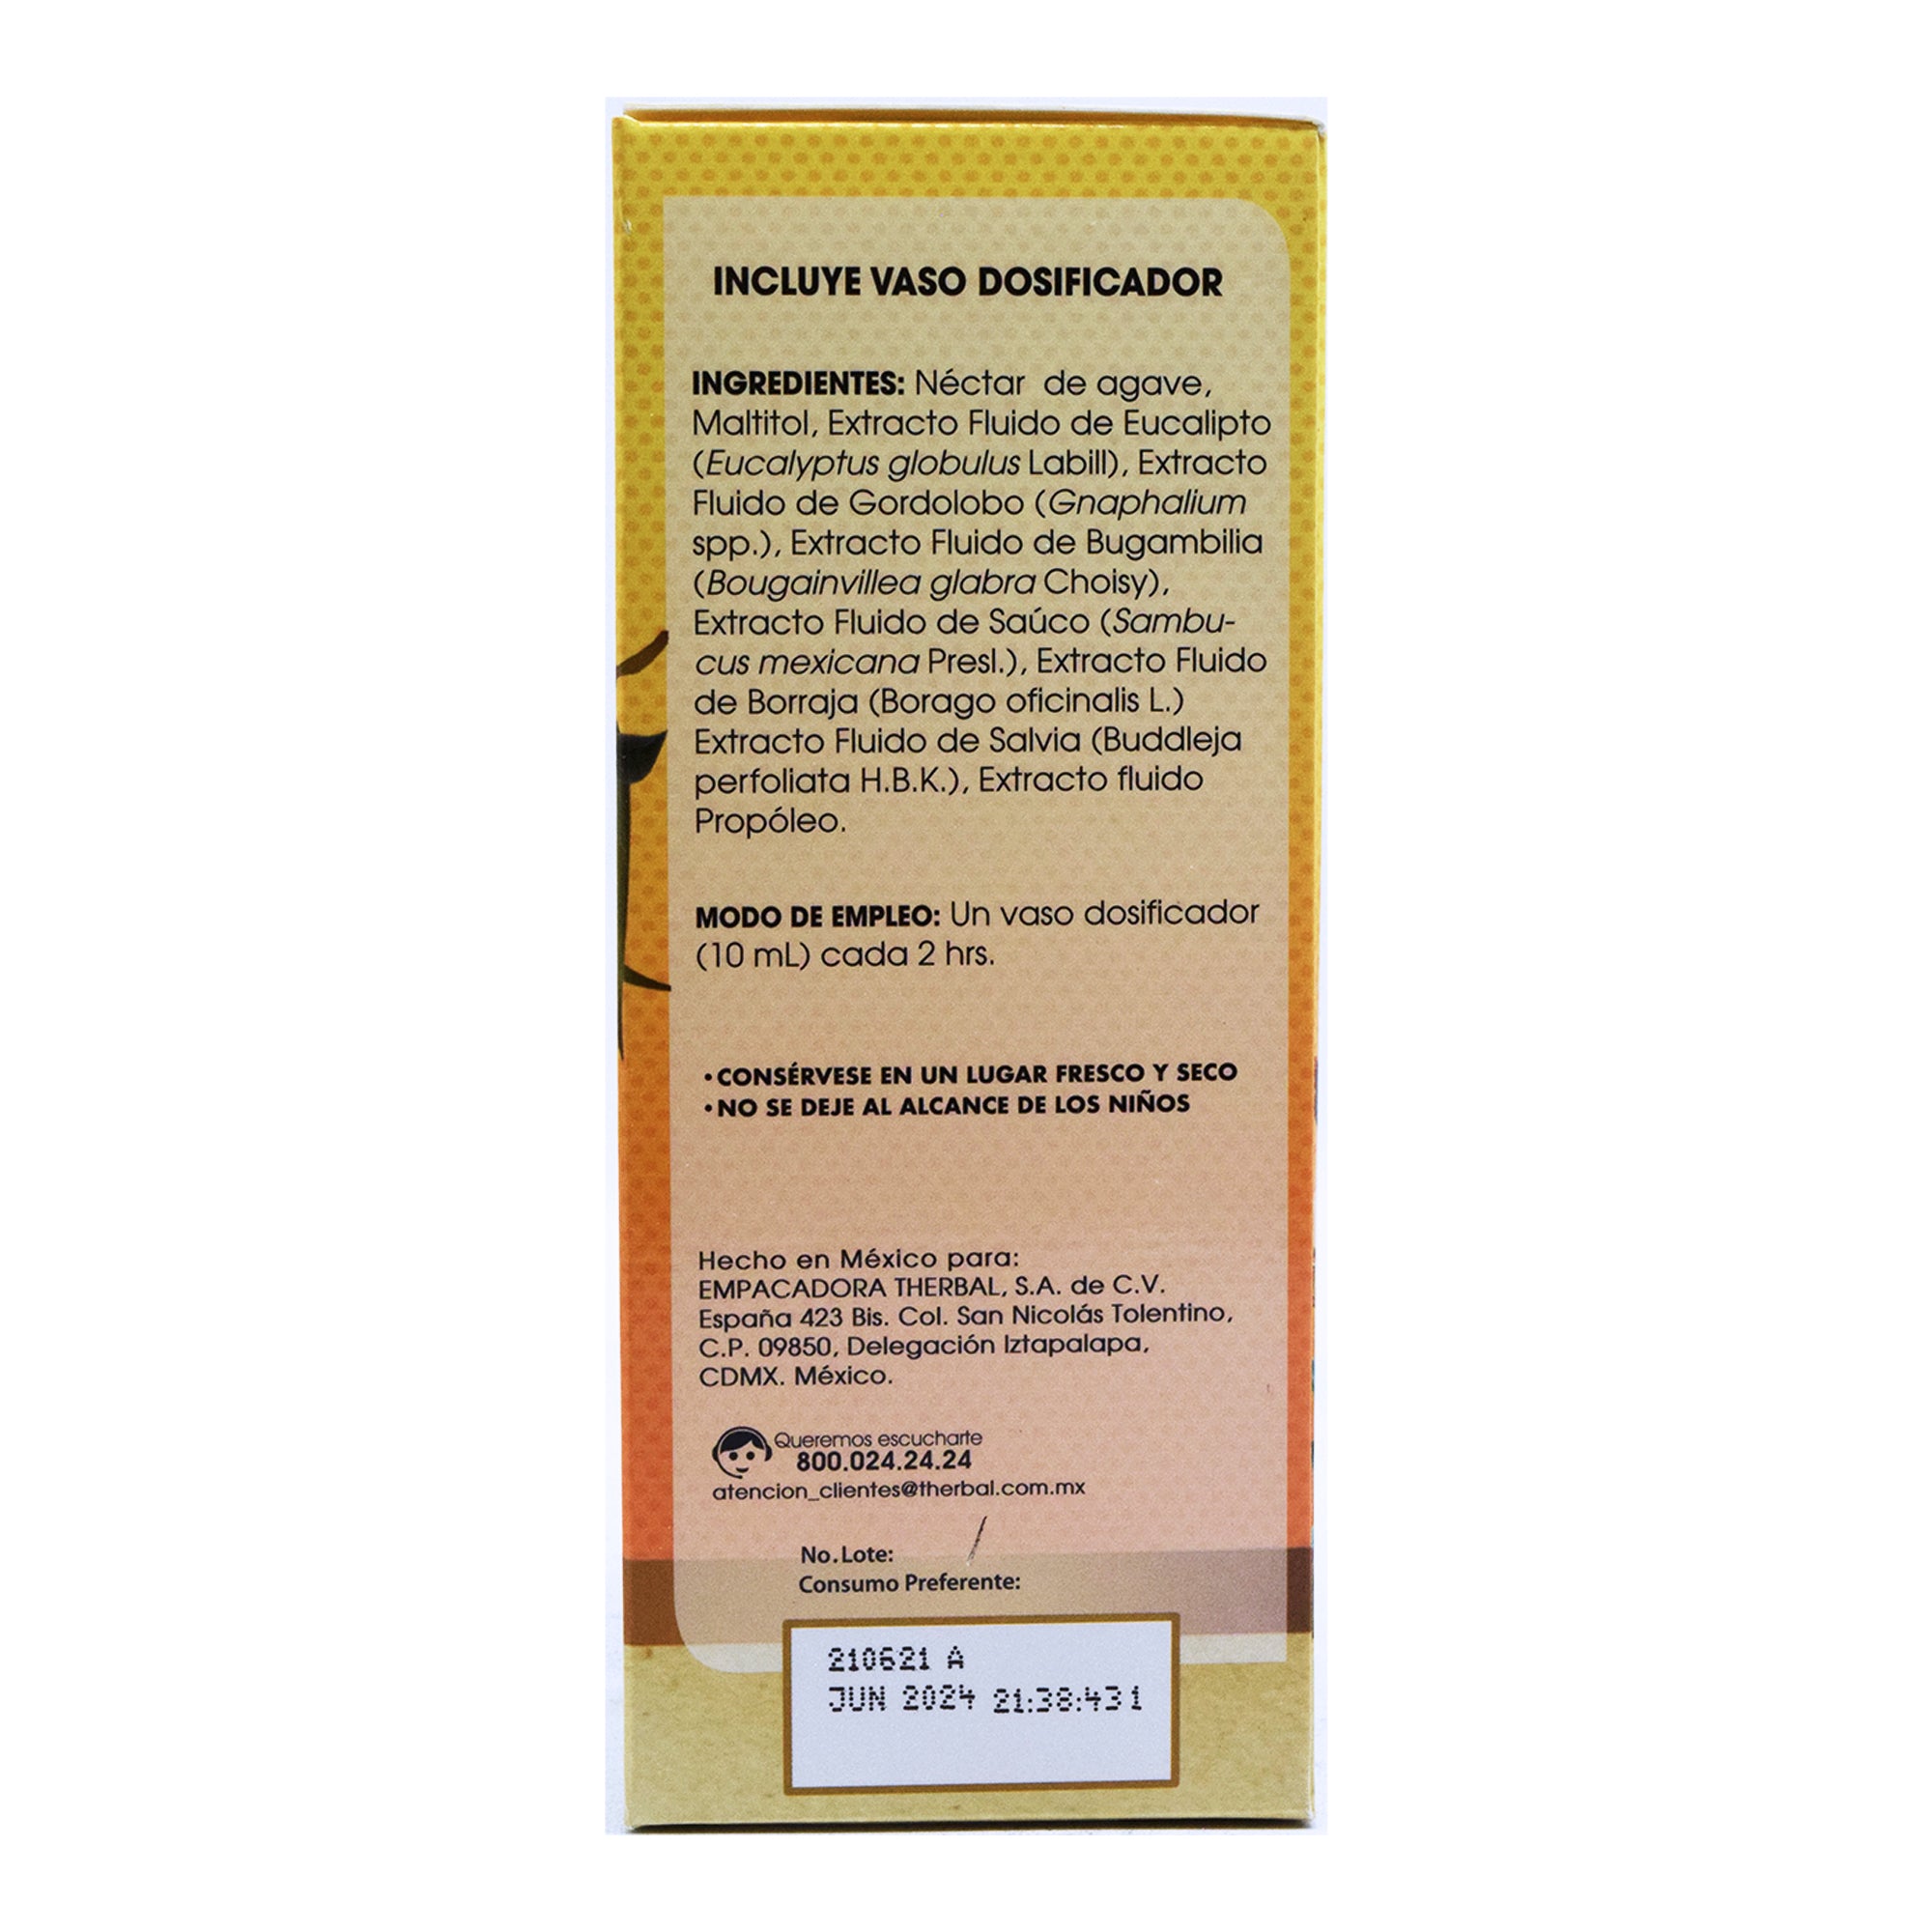 INCLUYE VASO DOSIFICADOR
INGREDIENTES: Néctar de agave,
Maltitol, Extracto Fluido de Eucalipto
(Eucalyptus globulus Labill), Extracto
Fluido de Gordolobo (Gnaphalium
spp.), Extracto Fluido de Bugambilia
(Bougainvillea glabra Choisy),
Extracto Fluido de Saúco (Sambu-
cus mexicana Presl.), Extracto Fluido
de Borraja (Borago oficinalis L.)
Extracto Fluido de Salvia (Buddleja
perfoliata H.B.K.), Extracto fluido
Propóleo.
MODO DE EMPLEO: Un vaso dosificador
(10 mL) cada 2 hrs.
•CONSÉRVESE EN UN LUGAR FRESCO Y SECO
•NO SE DEJE AL ALCANCE DE LOS NIÑOS
Hecho en México para:
EMPACADORA THERBAL, S.A. de C.V.
España 423 Bis. Col. San Nicolás Tolentino,
C.P. 09850, Delegación Iztapalapa,
CDMX. México.
Queremos escucharte
800.024.24.24
atencion_clientes@therbal.com.mx
No. Lote:
Consumo Preferente:
210621 A
JUN 2024 21:38:431